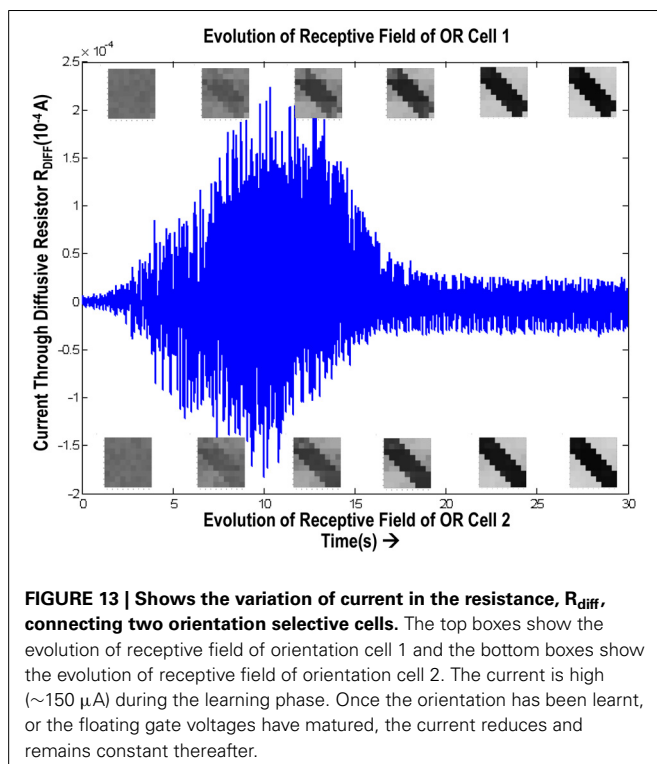 Evolution of Receptive Field of OR Cell 1
× 10⁻⁴
2.5
2
1.5
1
0.5
0
-0.5
-1
-1.5
-2
Current Through Diffusive Resistor R_DIFF(10⁻⁴ A)
0 5 10 15 20 25 30
Evolution of Receptive Field of OR Cell 2
Time(s) →
FIGURE 13 | Shows the variation of current in the resistance, R_diff,
connecting two orientation selective cells. The top boxes show the
evolution of receptive field of orientation cell 1 and the bottom boxes show
the evolution of receptive field of orientation cell 2. The current is high
(∼150 μA) during the learning phase. Once the orientation has been learnt,
or the floating gate voltages have matured, the current reduces and
remains constant thereafter.